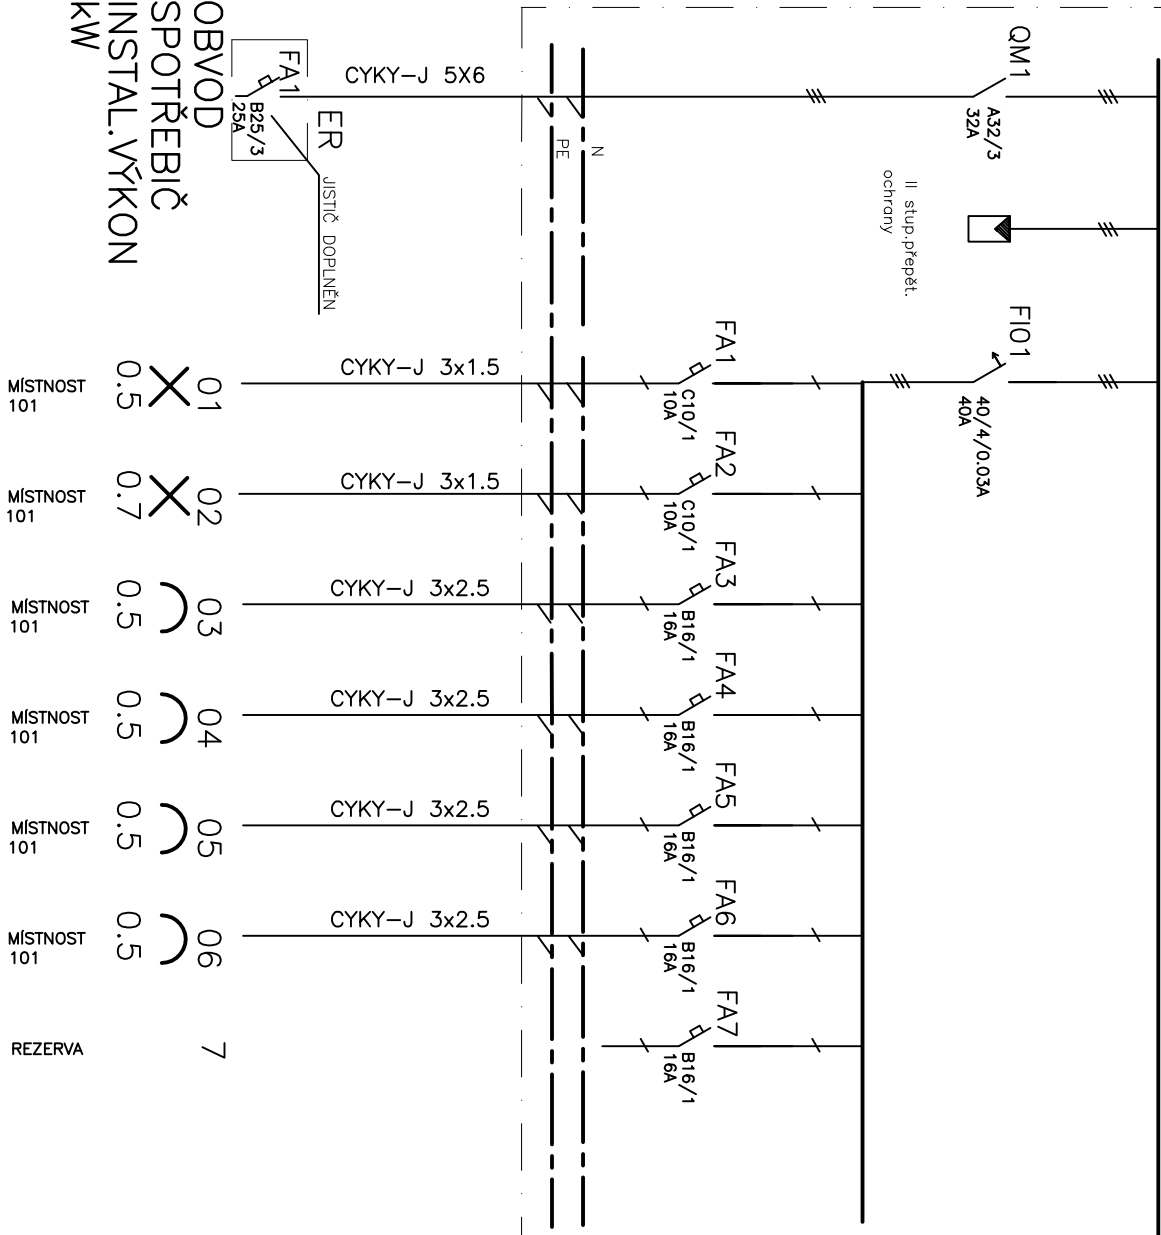 QM1
A32/3
32A
II stup.přepět.
ochrany
FI01
40/4/0.03A
40A
CYKY-J 5X6
N
PE
FA1
B25/3
25A
ER
JISTIČ DOPLNĚN
OBVOD
SPOTŘEBIČ
INSTAL.VÝKON
kW
FA1
C10/1
10A
CYKY-J 3x1.5
01
0.5
MÍSTNOST
101
FA2
C10/1
10A
CYKY-J 3x1.5
02
0.7
MÍSTNOST
101
FA3
B16/1
16A
CYKY-J 3x2.5
03
0.5
MÍSTNOST
101
FA4
B16/1
16A
CYKY-J 3x2.5
04
0.5
MÍSTNOST
101
FA5
B16/1
16A
CYKY-J 3x2.5
05
0.5
MÍSTNOST
101
FA6
B16/1
16A
CYKY-J 3x2.5
06
0.5
MÍSTNOST
101
FA7
B16/1
16A
7
REZERVA